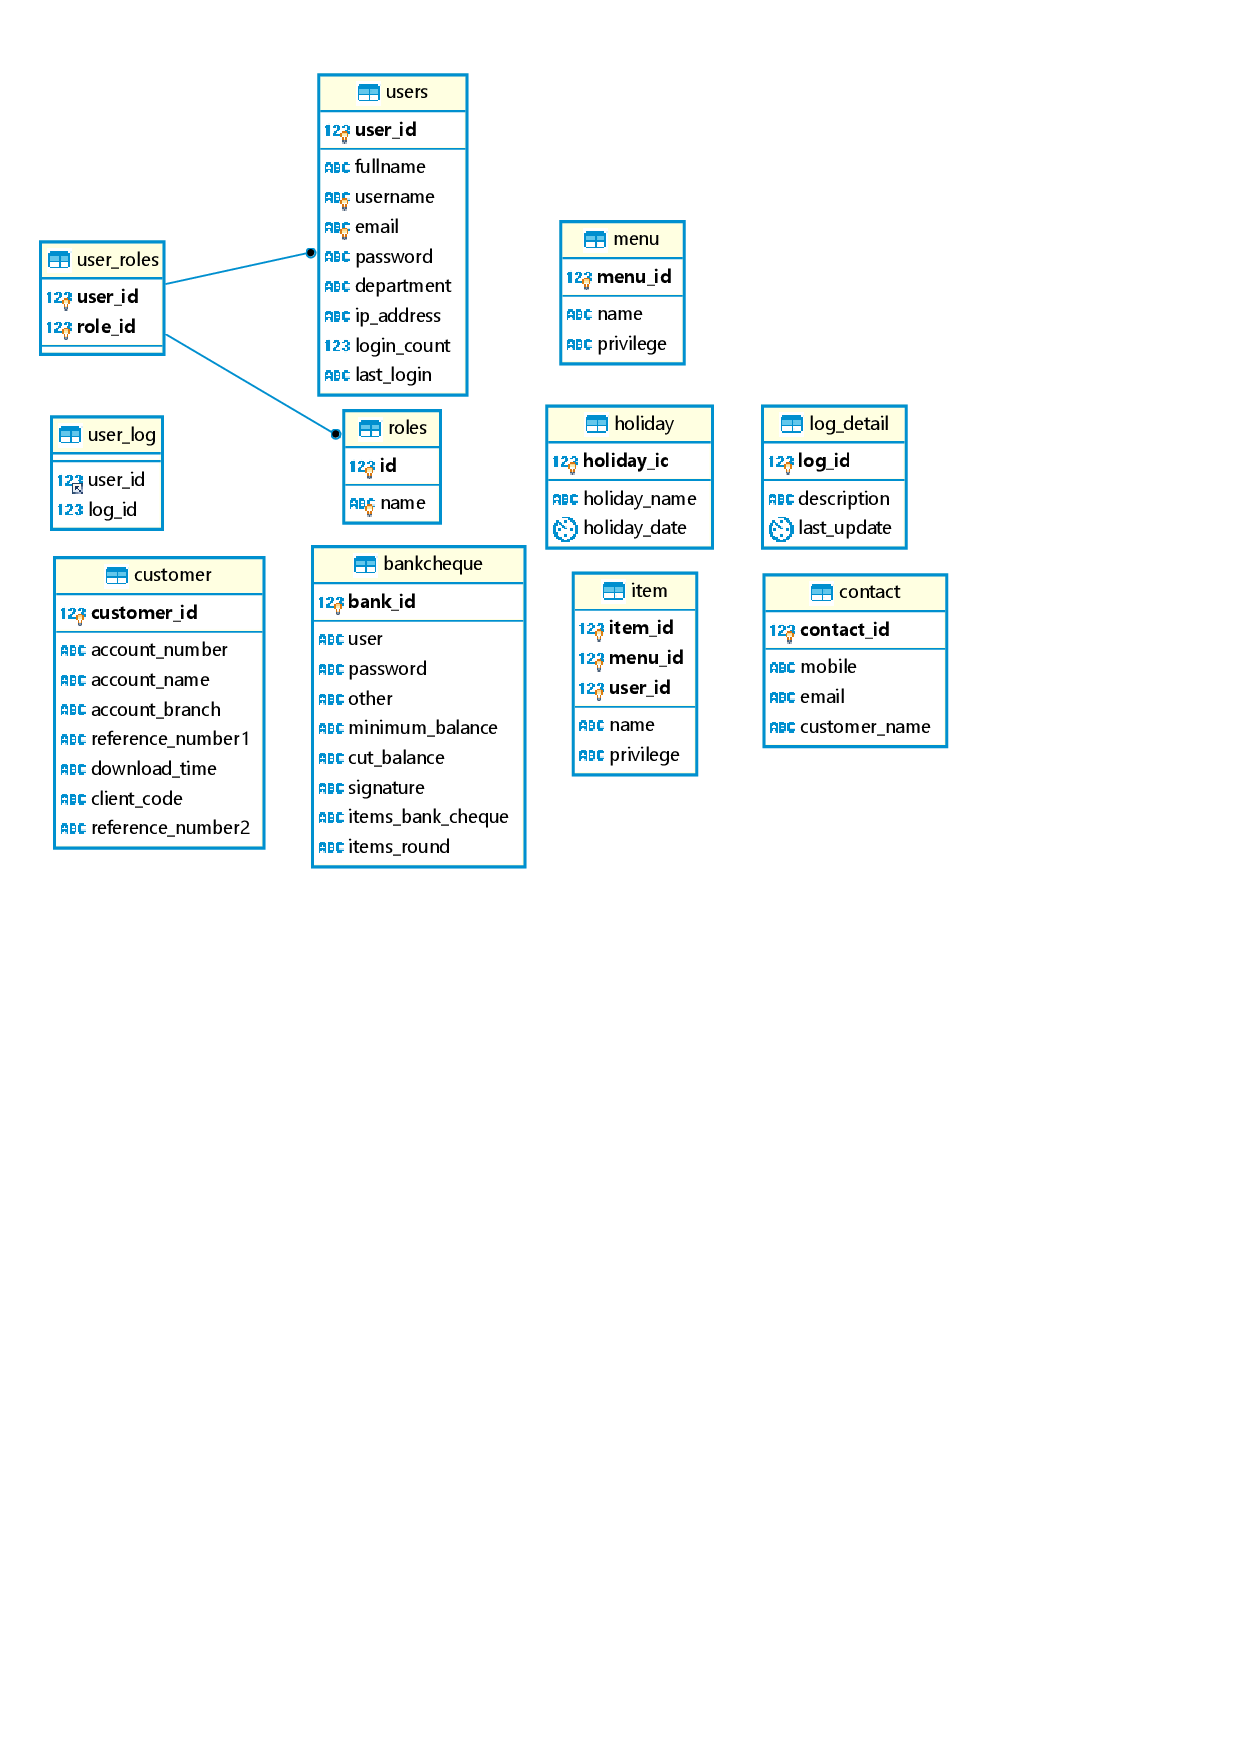 users
123 user_id
ABC fullname
ABC username
ABC email
ABC password
ABC department
ABC ip_address
123 login_count
ABC last_login
user_roles
123 user_id
123 role_id
menu
123 menu_id
ABC name
ABC privilege
user_log
123 user_id
123 log_id
roles
123 id
ABC name
holiday
123 holiday_ic
ABC holiday_name
holiday_date
log_detail
123 log_id
ABC description
last_update
customer
123 customer_id
ABC account_number
ABC account_name
ABC account_branch
ABC reference_number1
ABC download_time
ABC client_code
ABC reference_number2
bankcheque
123 bank_id
ABC user
ABC password
ABC other
ABC minimum_balance
ABC cut_balance
ABC signature
ABC items_bank_cheque
ABC items_round
item
123 item_id
123 menu_id
123 user_id
ABC name
ABC privilege
contact
123 contact_id
ABC mobile
ABC email
ABC customer_name